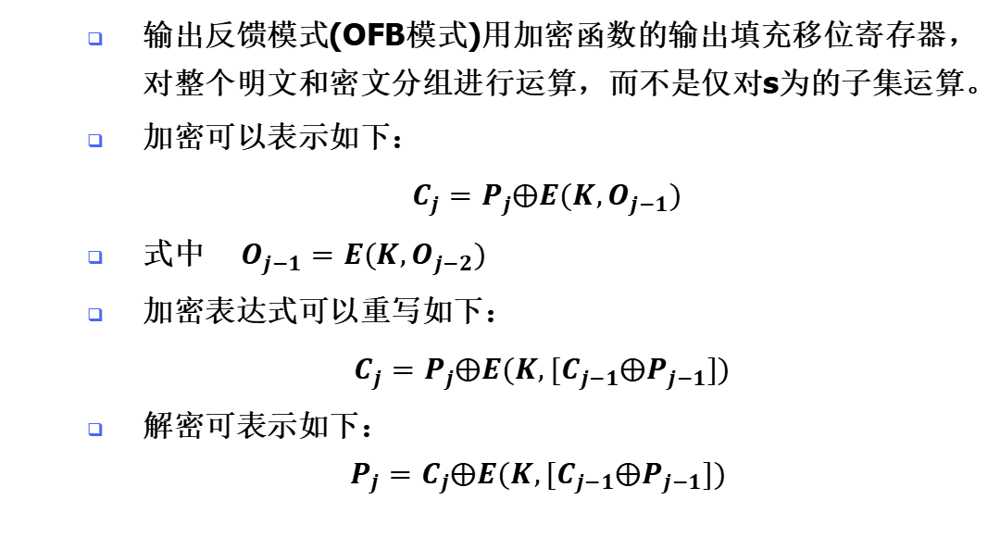 ❑ 输出反馈模式(OFB模式)用加密函数的输出填充移位寄存器，
对整个明文和密文分组进行运算，而不是仅对s为的子集运算。
❑ 加密可以表示如下：
C_j = P_j⊕E(K, O_{j−1})
❑ 式中 O_{j−1} = E(K, O_{j−2})
❑ 加密表达式可以重写如下：
C_j = P_j⊕E(K, [C_{j−1}⊕P_{j−1}])
❑ 解密可表示如下：
P_j = C_j⊕E(K, [C_{j−1}⊕P_{j−1}])